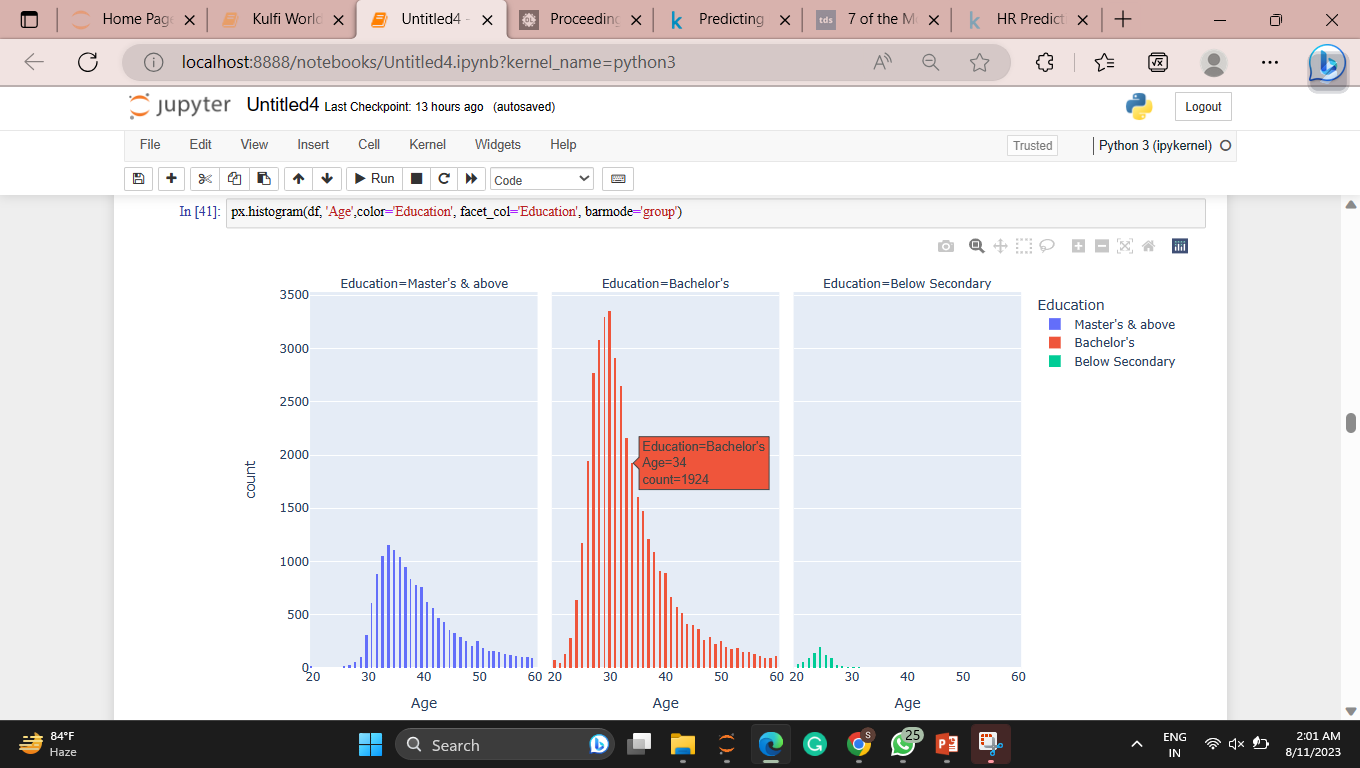 Home Page
Kulfi World
Untitled4 -
Proceeding
k
Predicting
tds
7 of the Mo
k
HR Predict
localhost:8888/notebooks/Untitled4.ipynb?kernel_name=python3
jupyter Untitled4 Last Checkpoint: 13 hours ago (autosaved)
Logout
File Edit View Insert Cell Kernel Widgets Help
Trusted
Python 3 (ipykernel)
Run
Code
In [41]: px.histogram(df, 'Age',color='Education', facet_col='Education', barmode='group')
Education=Master's & above
Education=Bachelor's
Education=Below Secondary
Education
Master's & above
Bachelor's
Below Secondary
3500
3000
2500
2000
1500
1000
500
0
count
Education=Bachelor's
Age=34
count=1924
20 30 40 50 60
20 30 40 50 60
20 30 40 50 60
Age
Age
Age
84°F
Haze
Search
S
25
ENG
IN
2:01 AM
8/11/2023